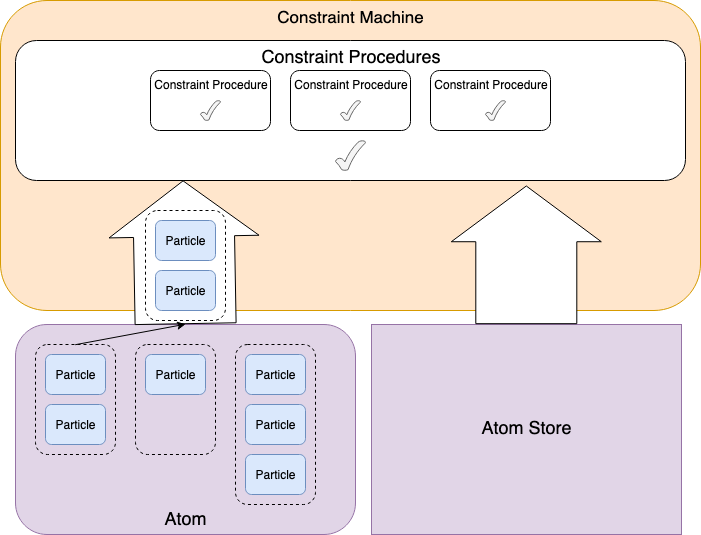 Constraint Machine
Constraint Procedures
Constraint Procedure
Constraint Procedure
Constraint Procedure
Particle
Particle
Particle
Particle
Particle
Particle
Particle
Particle
Atom
Atom Store